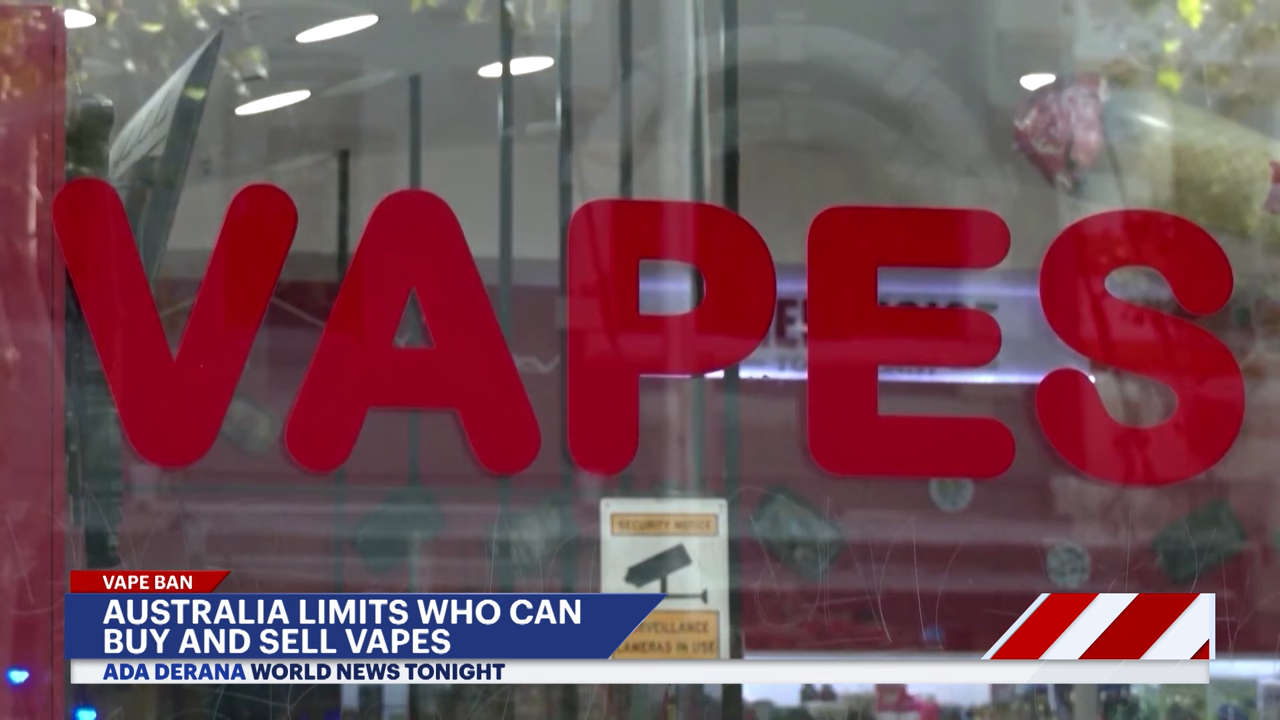 VAPES
SECURITY NOTICE
SURVEILLANCE
CAMERAS IN USE
VAPE BAN
AUSTRALIA LIMITS WHO CAN
BUY AND SELL VAPES
ADA DERANA WORLD NEWS TONIGHT